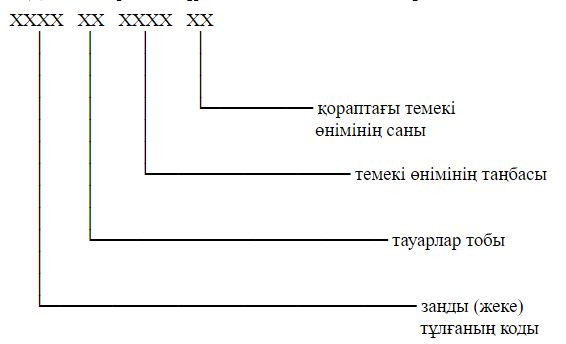 XXXX XX XXXX XX
қораптағы темекі
өнімінің саны
темекі өнімінің таңбасы
тауарлар тобы
заңды (жеке)
тұлғаның коды